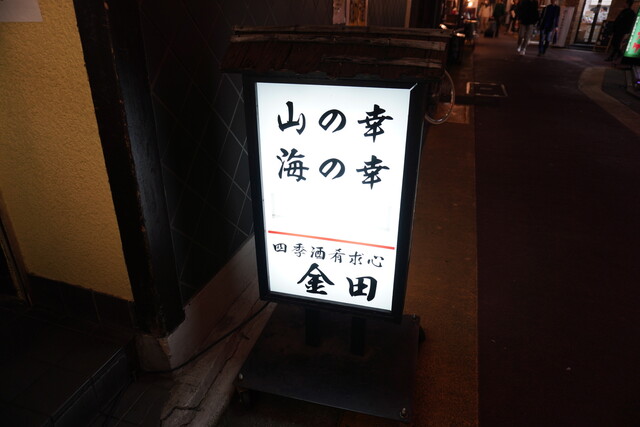 山の幸
海の幸
四季酒肴求心
金田